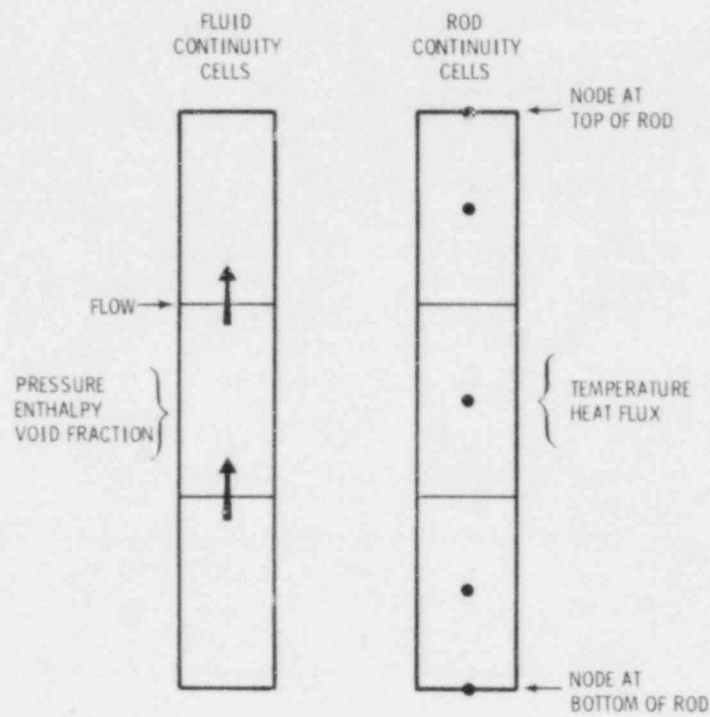 FLUID
CONTINUITY
CELLS
ROD
CONTINUITY
CELLS
NODE AT
TOP OF ROD
FLOW
PRESSURE
ENTHALPY
VOID FRACTION
TEMPERATURE
HEAT FLUX
NODE AT
BOTTOM OF ROD